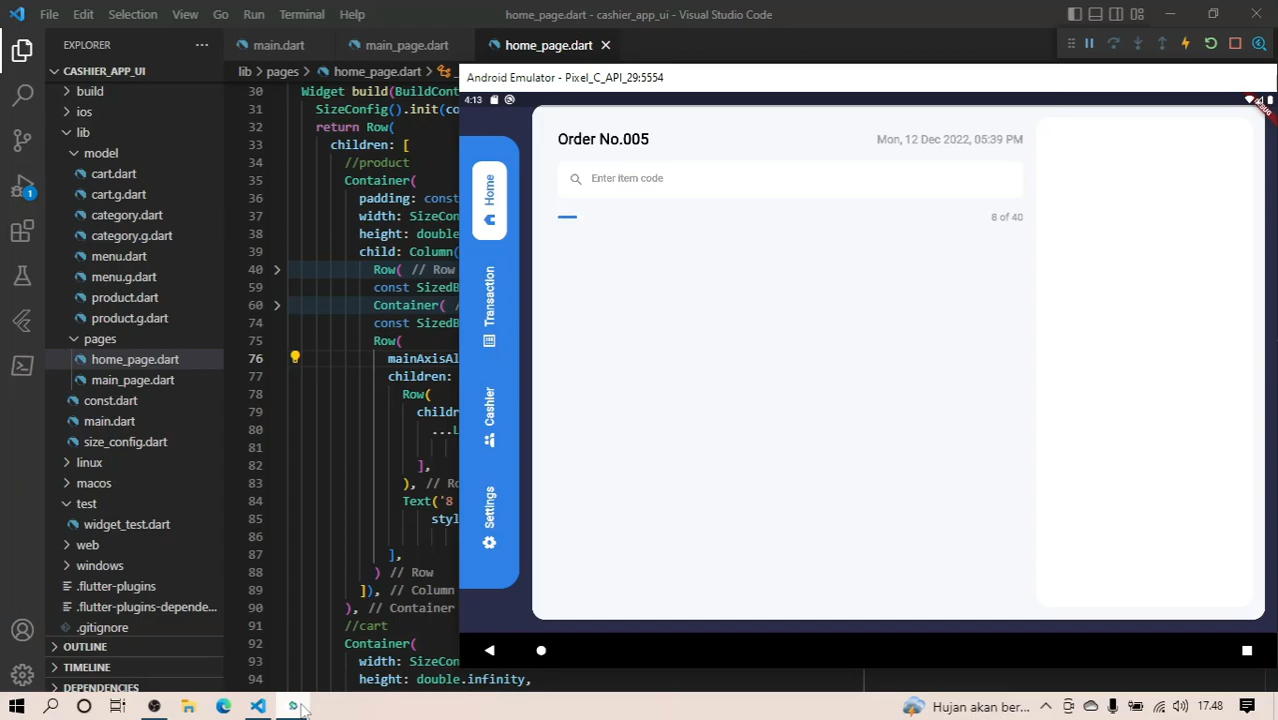 File Edit Selection View Go Run Terminal Help
home_page.dart - cashier_app_ui - Visual Studio Code
EXPLORER
main.dart
main_page.dart
home_page.dart
CASHIER_APP_UI
lib > pages > home_page.dart >
Android Emulator - Pixel_C_API_29:5554
build
ios
lib
model
cart.dart
cart.g.dart
category.dart
category.g.dart
menu.dart
menu.g.dart
product.dart
product.g.dart
pages
home_page.dart
main_page.dart
const.dart
main.dart
size_config.dart
linux
macos
test
widget_test.dart
web
windows
.flutter-plugins
.flutter-plugins-depende...
.gitignore
OUTLINE
TIMELINE
DEPENDENCIES
1
30 Widget build(BuildCont
31 SizeConfig().init(co
32 return Row(
33 children: [
34 //product
35 Container(
36 padding: const
37 width: SizeCon
38 height: double
39 child: Column(
40 Row( // Row
59 const SizedB
60 Container( /
74 const SizedB
75 Row(
76 mainAxisAl
77 children:
78 Row(
79 childr
80 ...L
81
82 ],
83 ), // Ro
84 Text('8
85 styl
86
87 ],
88 ) // Row
89 ]), // Column
90 ), // Container
91 //cart
92 Container(
93 width: SizeCon
94 height: double.infinity,
4:13
DEBUG
Order No.005
Mon, 12 Dec 2022, 05:39 PM
Enter item code
8 of 40
Home
Transaction
Cashier
Settings
Hujan akan ber...
17.48